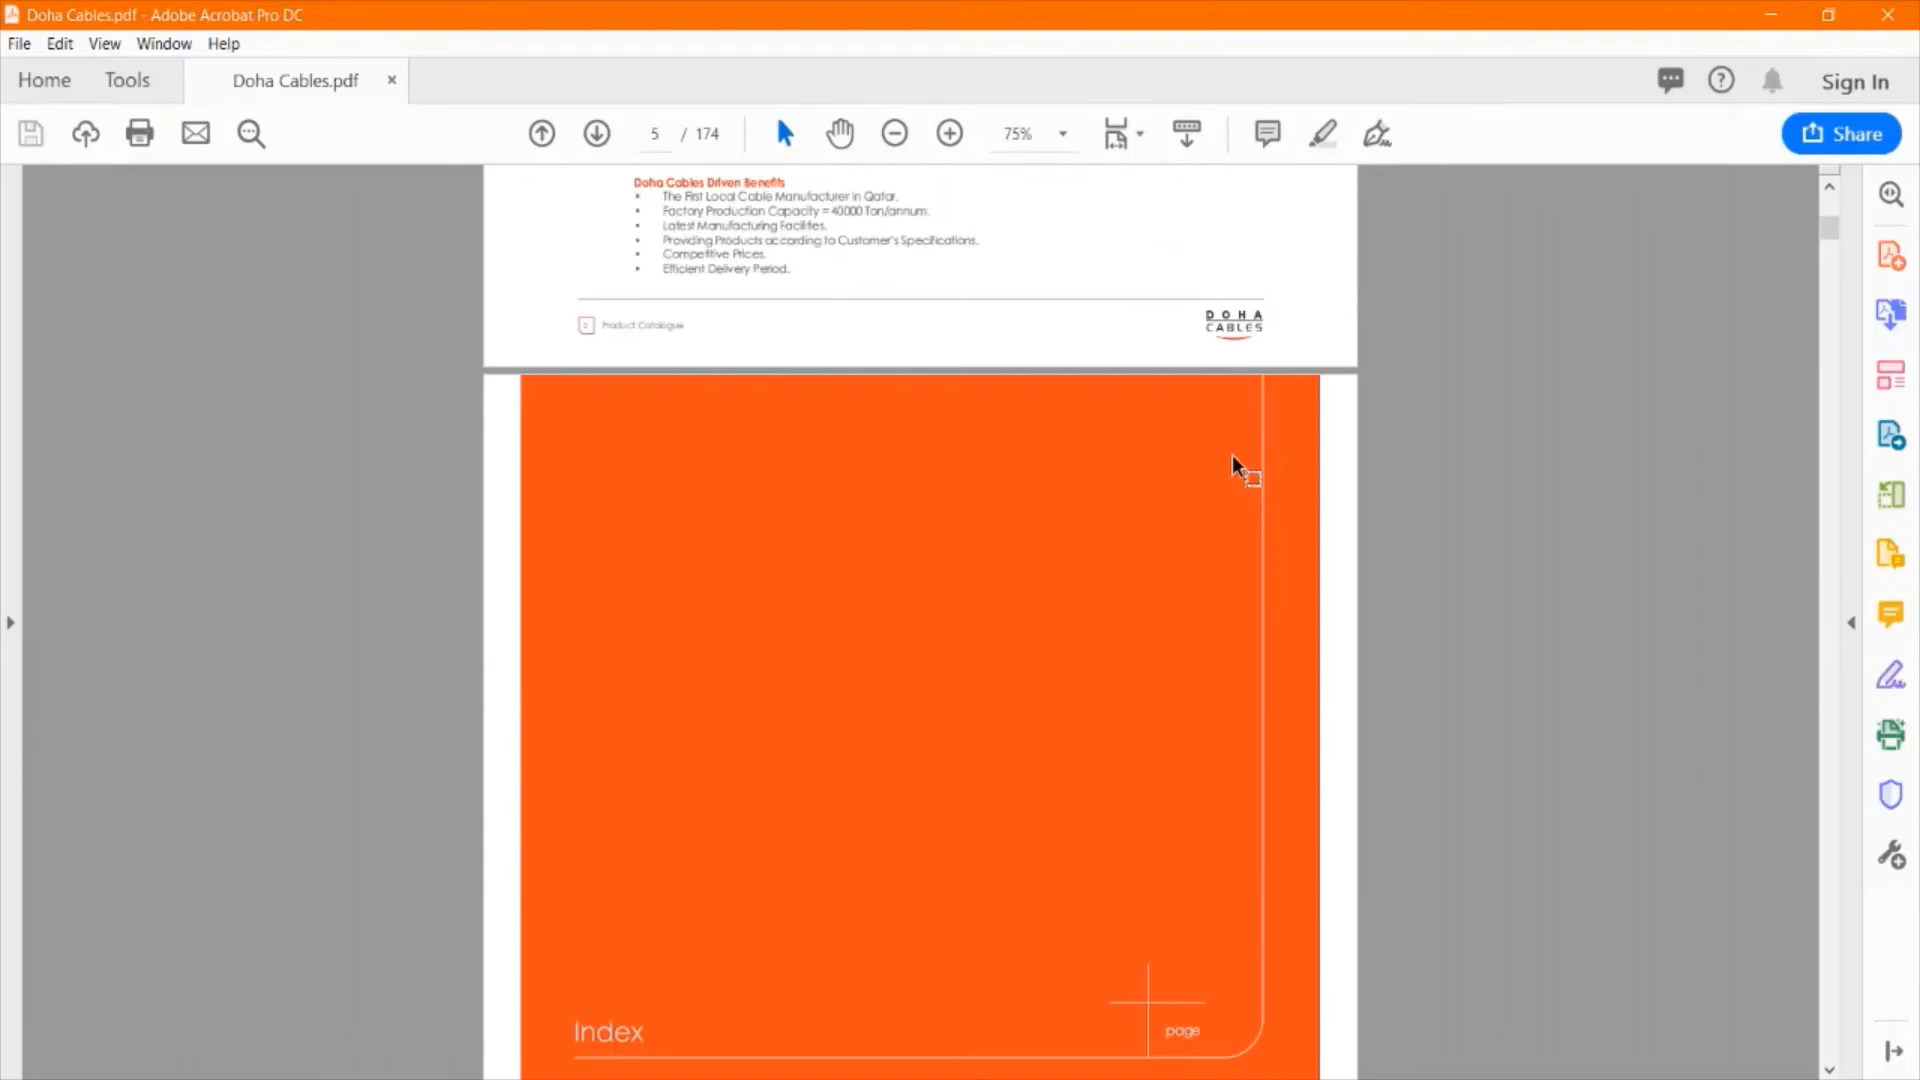 Doha Cables.pdf - Adobe Acrobat Pro DC
File Edit View Window Help
Home Tools Doha Cables.pdf × Sign In
5 / 174 75% Share
Doha Cables Driven Benefits
• The First Local Cable Manufacturer in Qatar.
• Factory Production Capacity = 40000 Ton/annum.
• Latest Manufacturing Facilities.
• Providing Products according to Customer's Specifications.
• Competitive Prices.
• Efficient Delivery Period.
2 Product Catalogue
DOHA
CABLES
Index page